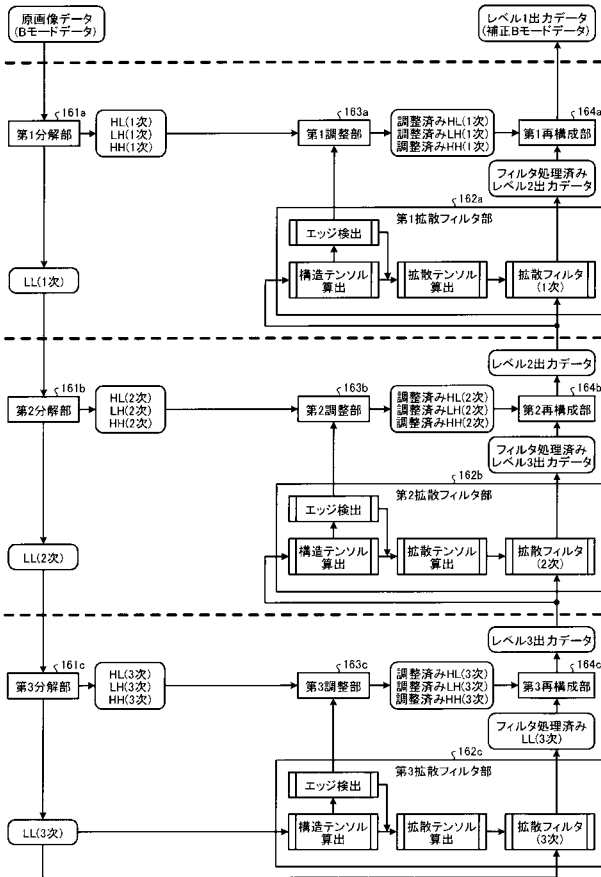 原画像データ
(Bモードデータ)
レベル1出力データ
(補正Bモードデータ)
161a
第1分解部
HL(1次)
LH(1次)
HH(1次)
163a
第1調整部
調整済みHL(1次)
調整済みLH(1次)
調整済みHH(1次)
164a
第1再構成部
フィルタ処理済み
レベル2出力データ
162a
第1拡散フィルタ部
エッジ検出
LL(1次)
構造テンソル
算出
拡散テンソル
算出
拡散フィルタ
(1次)
レベル2出力データ
161b
第2分解部
HL(2次)
LH(2次)
HH(2次)
163b
第2調整部
調整済みHL(2次)
調整済みLH(2次)
調整済みHH(2次)
164b
第2再構成部
フィルタ処理済み
レベル3出力データ
162b
第2拡散フィルタ部
エッジ検出
LL(2次)
構造テンソル
算出
拡散テンソル
算出
拡散フィルタ
(2次)
レベル3出力データ
161c
第3分解部
HL(3次)
LH(3次)
HH(3次)
163c
第3調整部
調整済みHL(3次)
調整済みLH(3次)
調整済みHH(3次)
164c
第3再構成部
フィルタ処理済み
LL(3次)
162c
第3拡散フィルタ部
エッジ検出
LL(3次)
構造テンソル
算出
拡散テンソル
算出
拡散フィルタ
(3次)